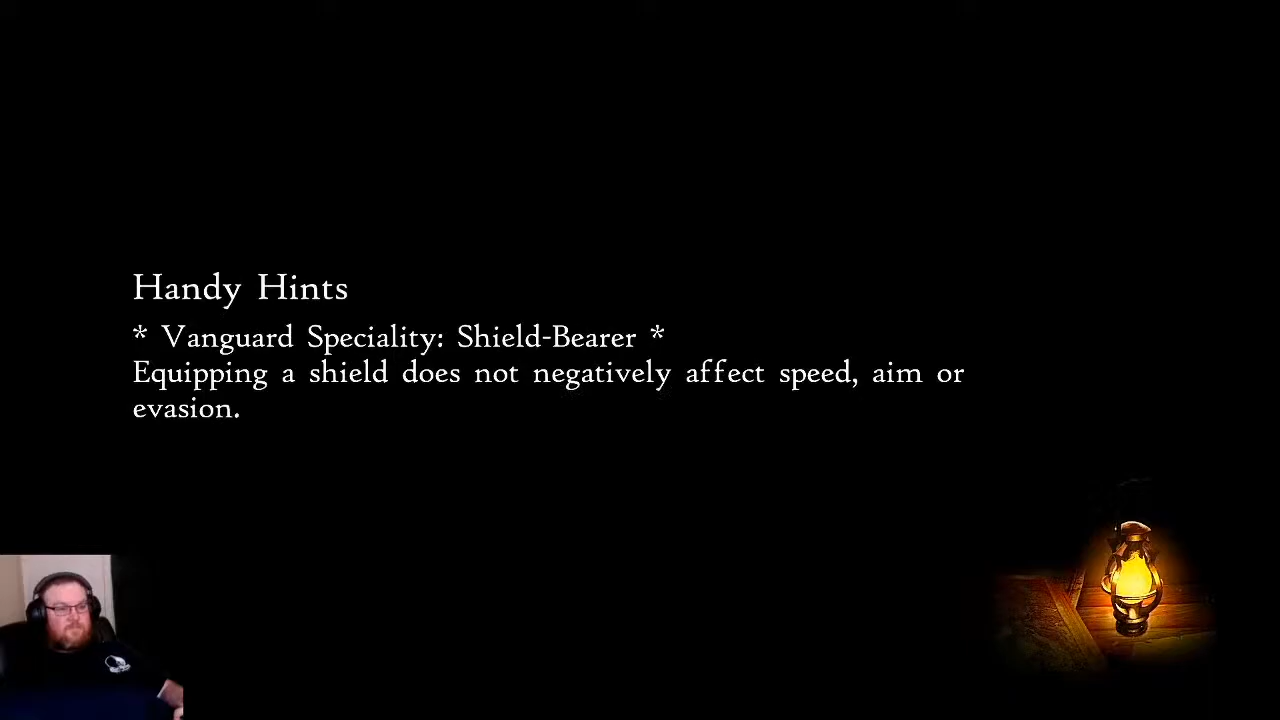 Handy Hints
* Vanguard Speciality: Shield-Bearer *
Equipping a shield does not negatively affect speed, aim or
evasion.